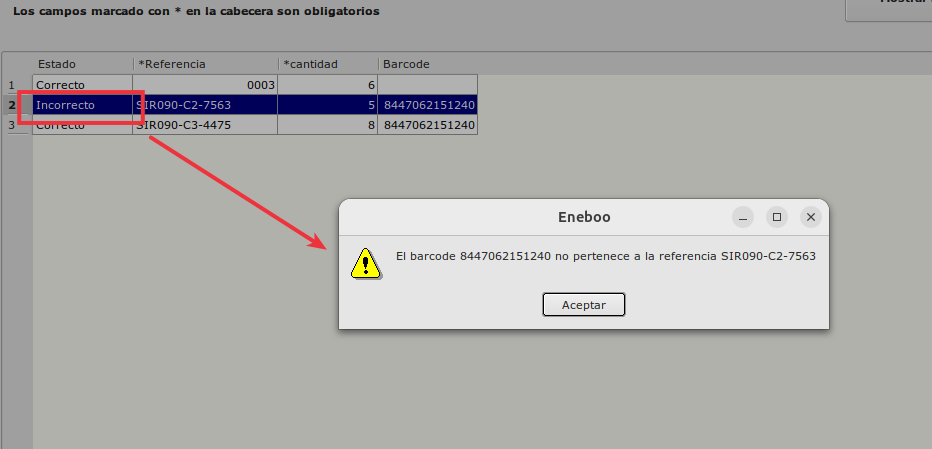 Los campos marcado con * en la cabecera son obligatorios
Estado *Referencia *cantidad Barcode
1 Correcto 0003 6
2 Incorrecto SIR090-C2-7563 5 8447062151240
3 Correcto SIR090-C3-4475 8 8447062151240
Eneboo
El barcode 8447062151240 no pertenece a la referencia SIR090-C2-7563
Aceptar